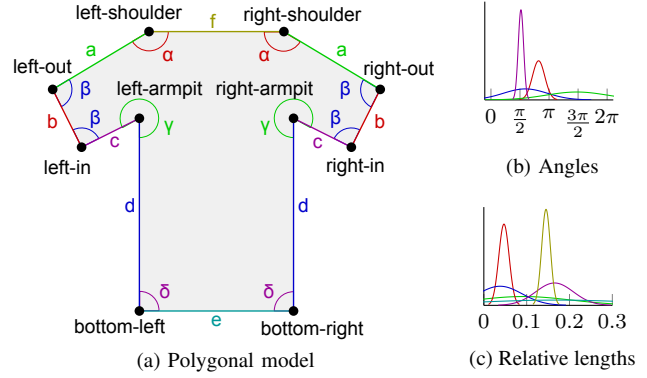 left-shoulder
f
right-shoulder
a
α
α
a
left-out
right-out
β
left-armpit
right-armpit
β
b
β
β
b
c
γ
γ
c
left-in
right-in
d
d
δ
δ
bottom-left
e
bottom-right
(a) Polygonal model
0 π/2 π 3π/2 2π
(b) Angles
0 0.1 0.2 0.3
(c) Relative lengths